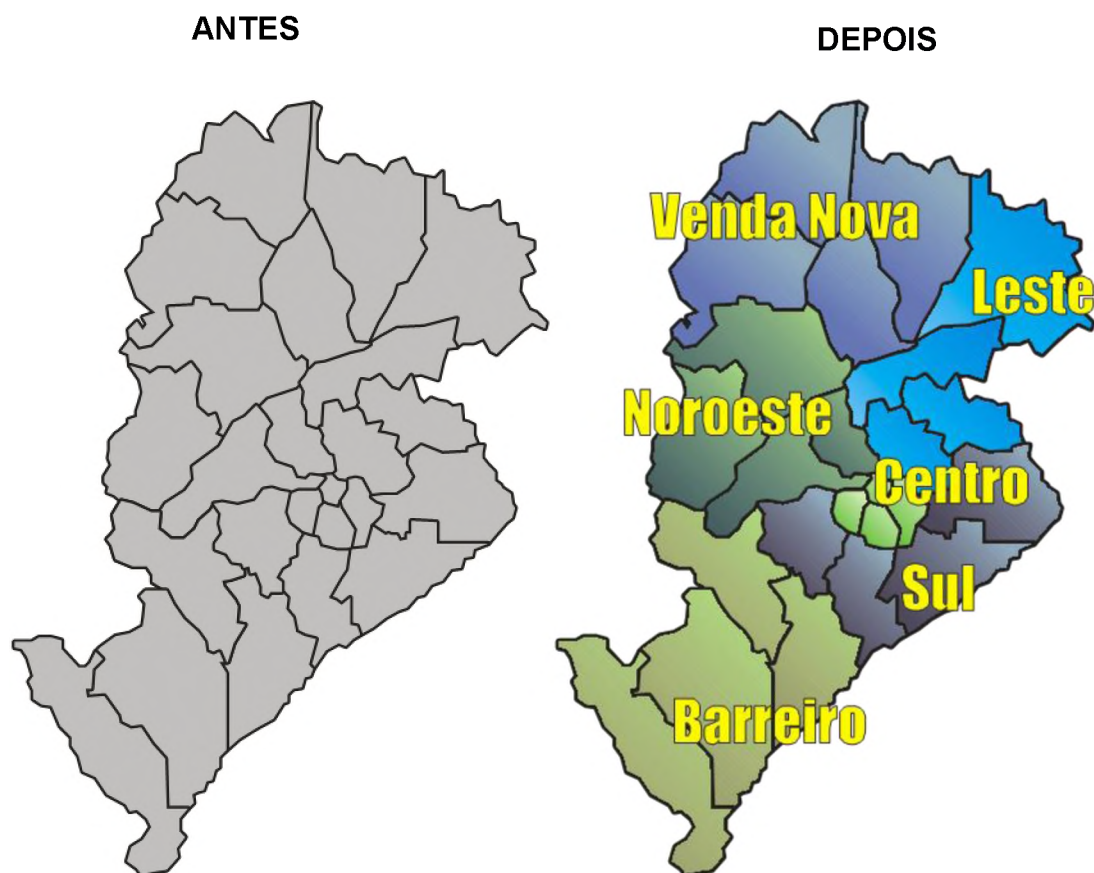 ANTES
DEPOIS
Venda Nova
Leste
Noroeste
Centro
Sul
Barreiro